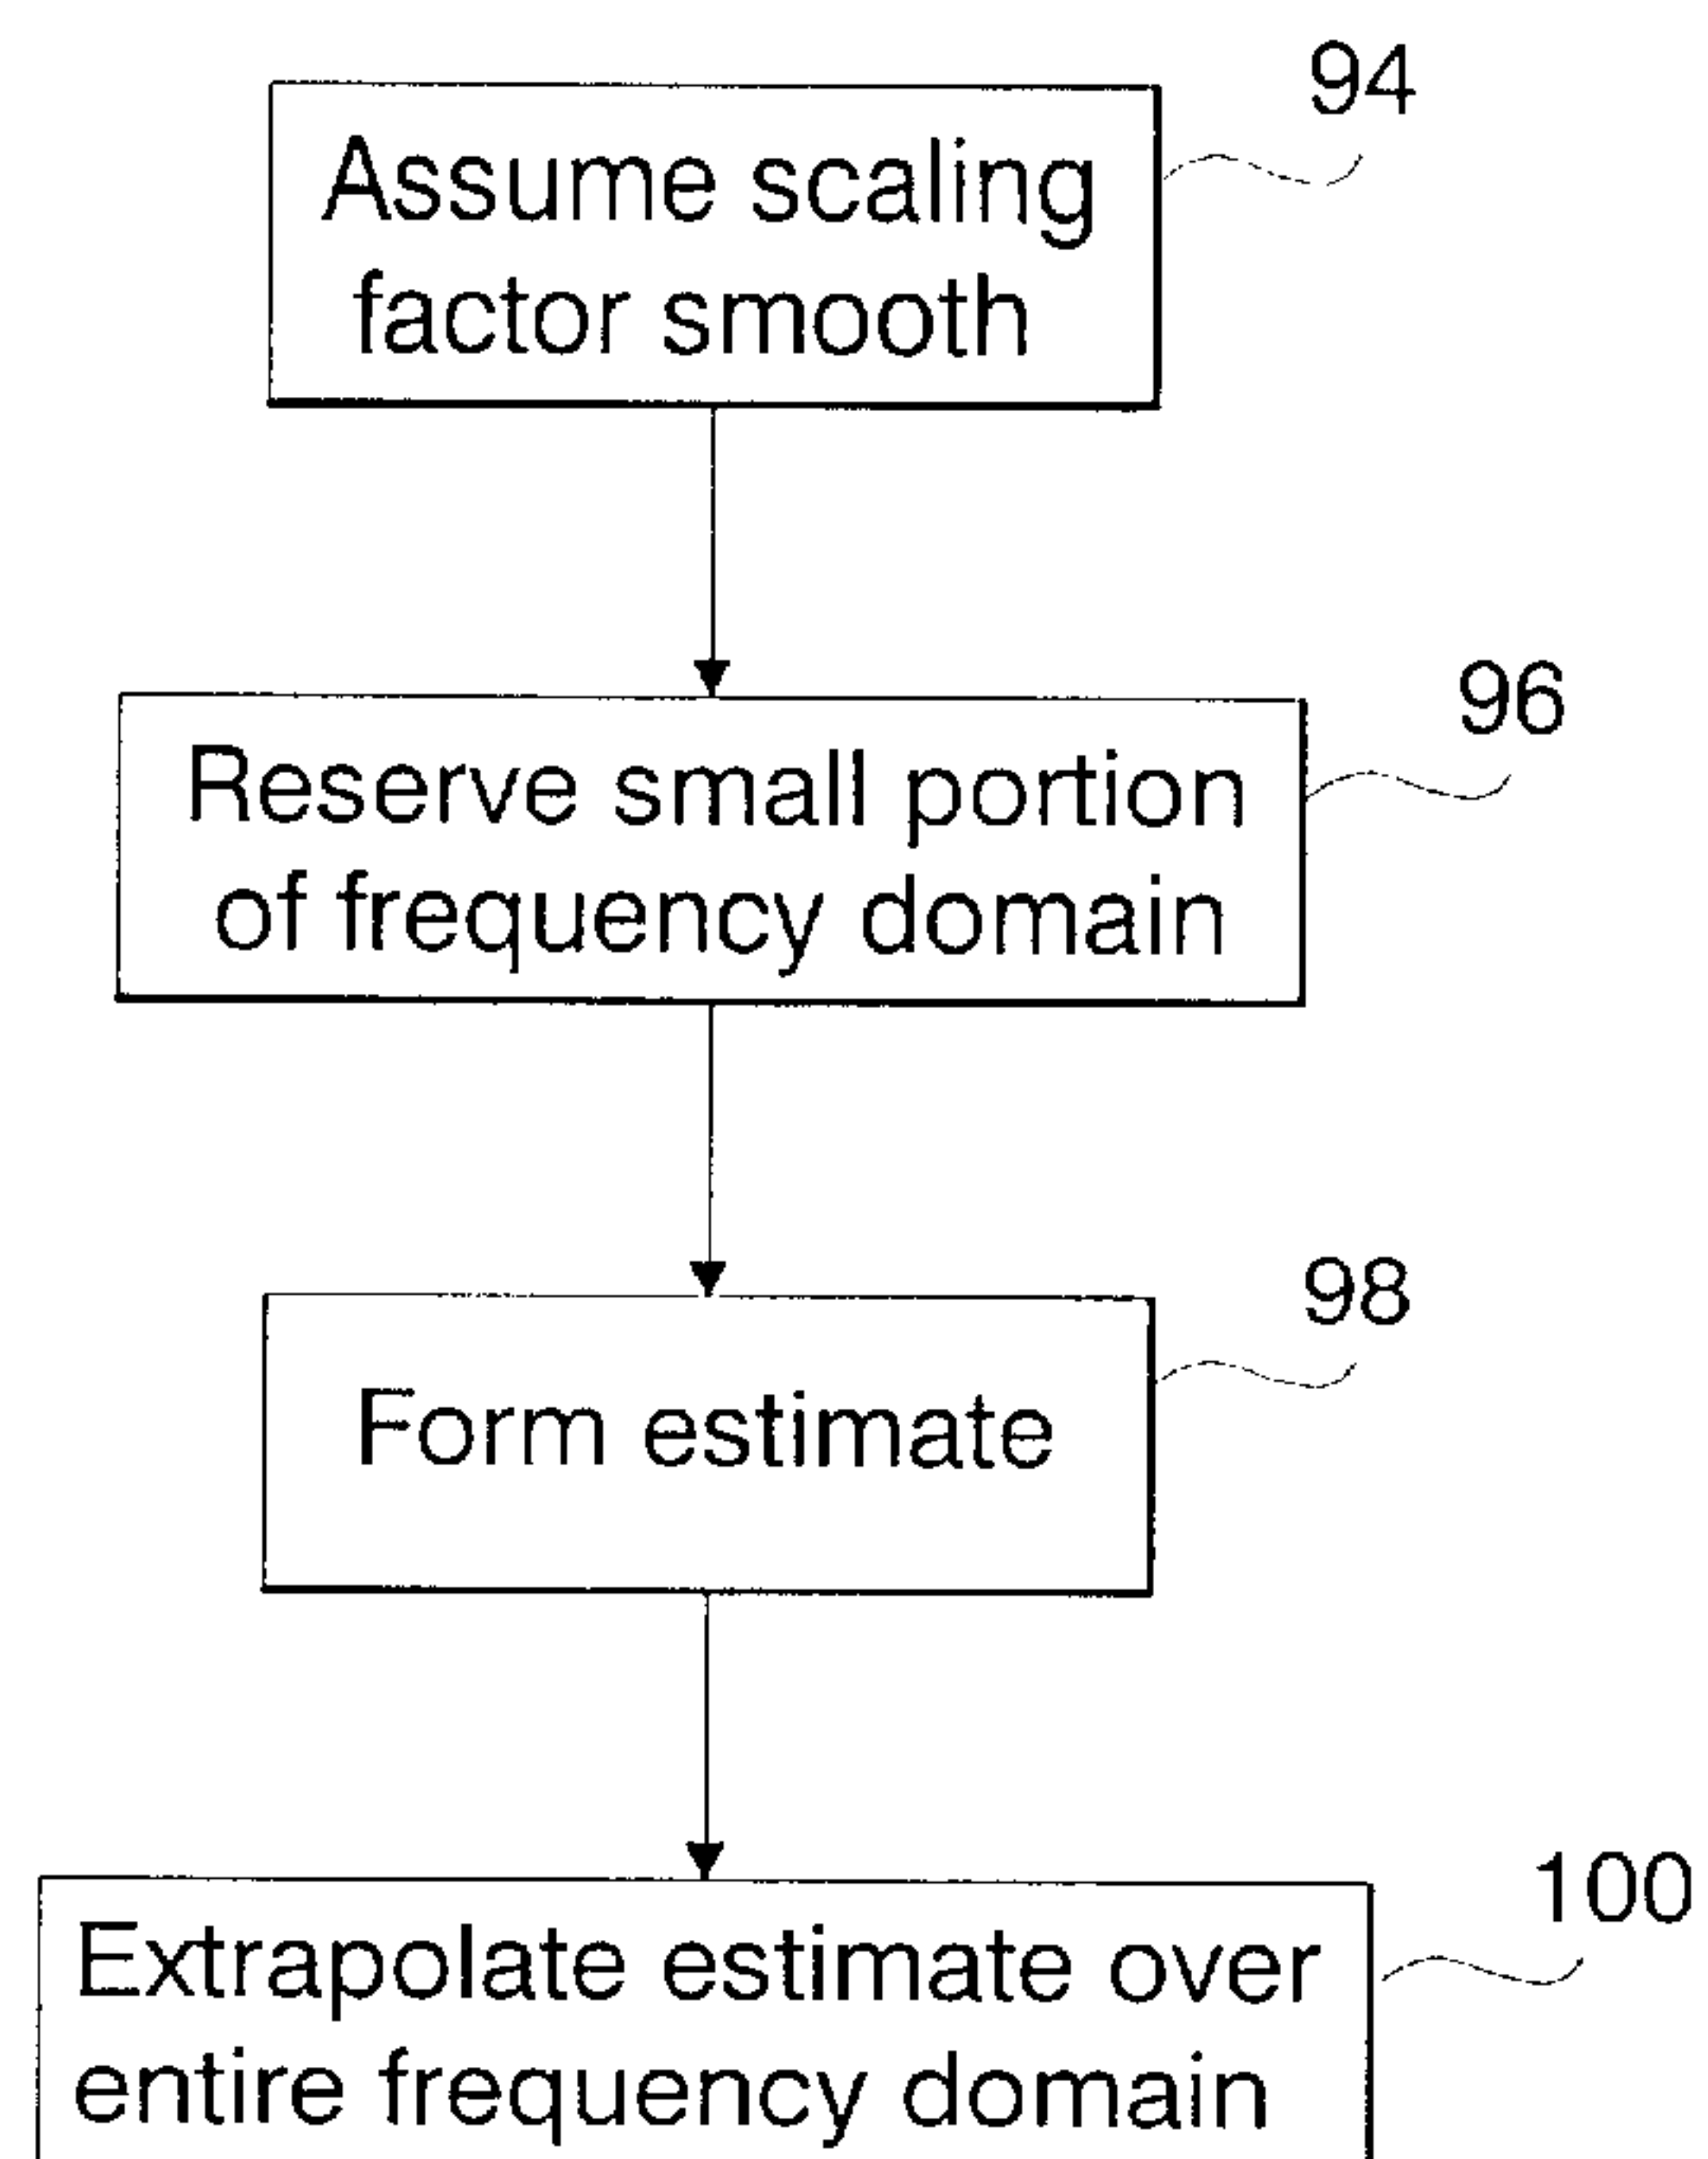 94
Assume scaling
factor smooth
96
Reserve small portion
of frequency domain
98
Form estimate
100
Extrapolate estimate over
entire frequency domain